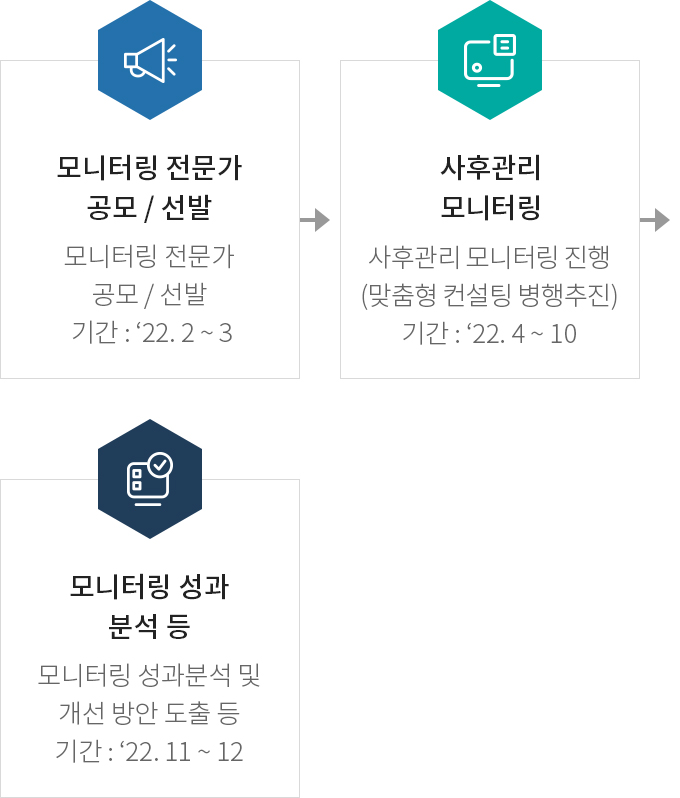 모니터링 전문가
공모 / 선발
모니터링 전문가
공모 / 선발
기간 : ‘22. 2 ~ 3
사후관리
모니터링
사후관리 모니터링 진행
(맞춤형 컨설팅 병행추진)
기간 : ‘22. 4 ~ 10
모니터링 성과
분석 등
모니터링 성과분석 및
개선 방안 도출 등
기간 : ‘22. 11 ~ 12